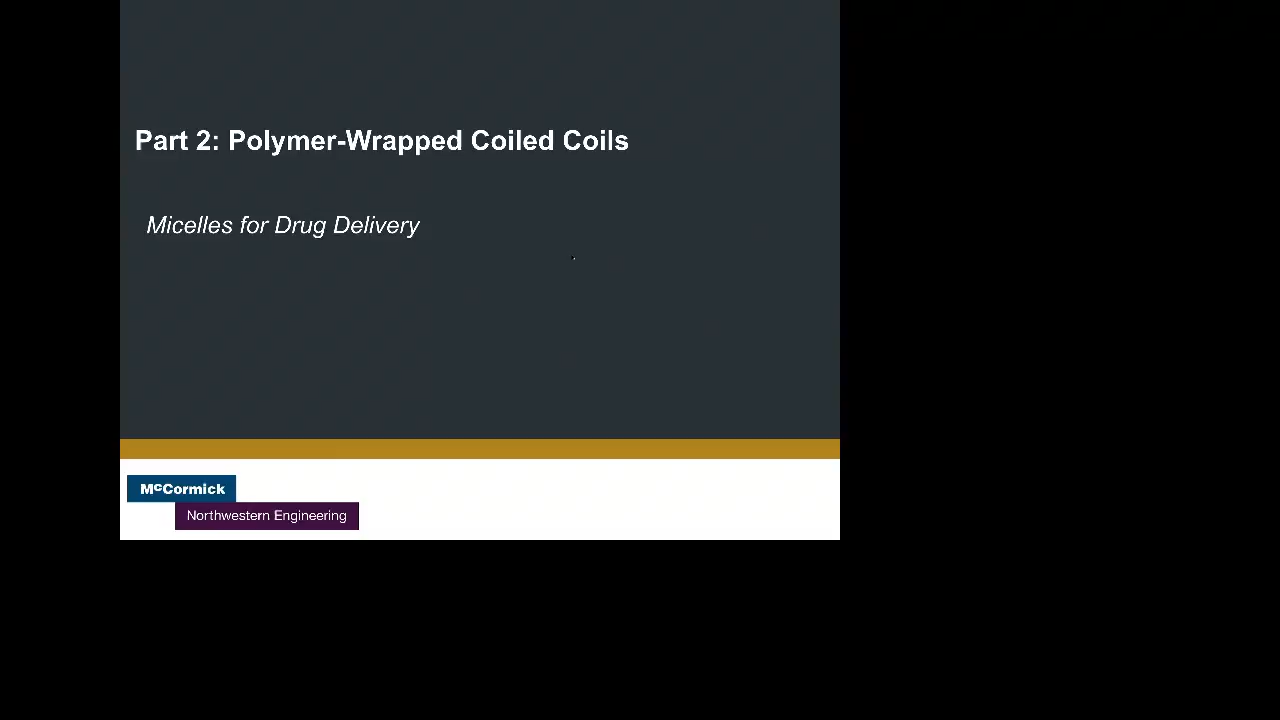 Part 2: Polymer-Wrapped Coiled Coils
Micelles for Drug Delivery
McCormick
Northwestern Engineering